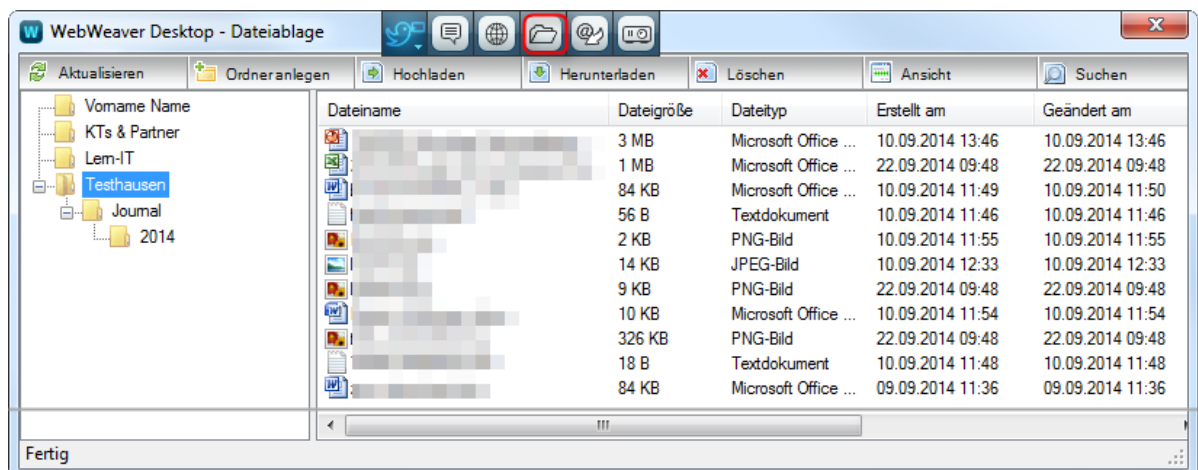 WebWeaver Desktop - Dateiablage
Aktualisieren Ordner anlegen Hochladen Herunterladen Löschen Ansicht Suchen
Vorname Name
KTs & Partner
Lern-IT
Testhausen
Journal
2014
Dateiname Dateigröße Dateityp Erstellt am Geändert am
3 MB Microsoft Office ... 10.09.2014 13:46 10.09.2014 13:46
1 MB Microsoft Office ... 22.09.2014 09:48 22.09.2014 09:48
84 KB Microsoft Office ... 10.09.2014 11:49 10.09.2014 11:50
56 B Textdokument 10.09.2014 11:46 10.09.2014 11:46
2 KB PNG-Bild 10.09.2014 11:55 10.09.2014 11:55
14 KB JPEG-Bild 10.09.2014 12:33 10.09.2014 12:33
9 KB PNG-Bild 22.09.2014 09:48 22.09.2014 09:48
10 KB Microsoft Office ... 10.09.2014 11:54 10.09.2014 11:54
326 KB PNG-Bild 22.09.2014 09:48 22.09.2014 09:48
18 B Textdokument 10.09.2014 11:48 10.09.2014 11:48
84 KB Microsoft Office ... 09.09.2014 11:36 09.09.2014 11:36
Fertig